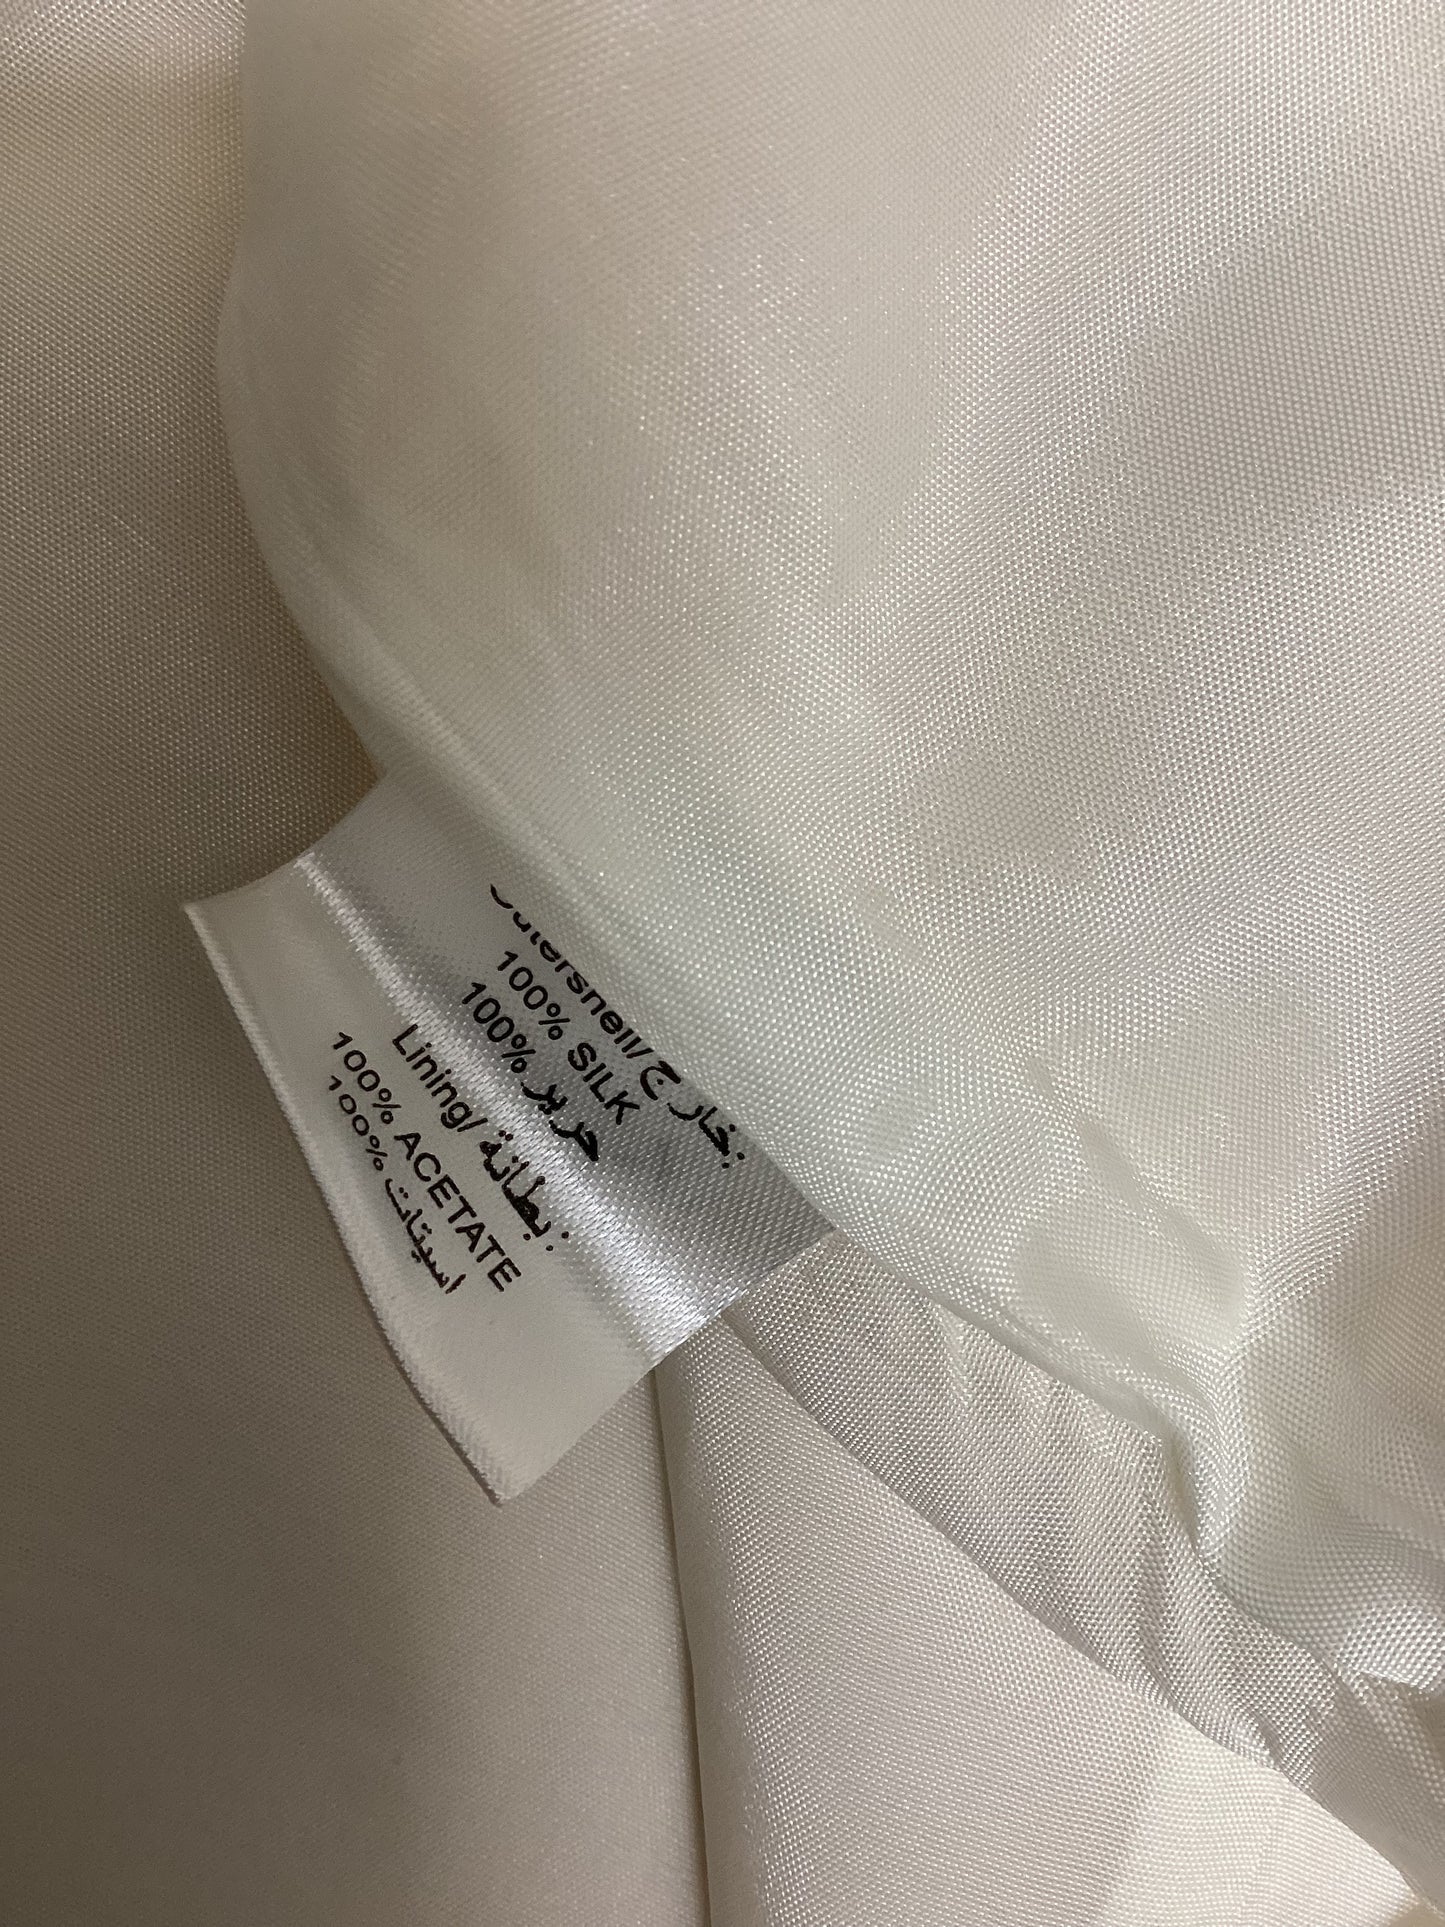 Outershell/ خارج:
100% SILK
100% حرير
Lining/ بطانة:
100% ACETATE
100% اسيتات